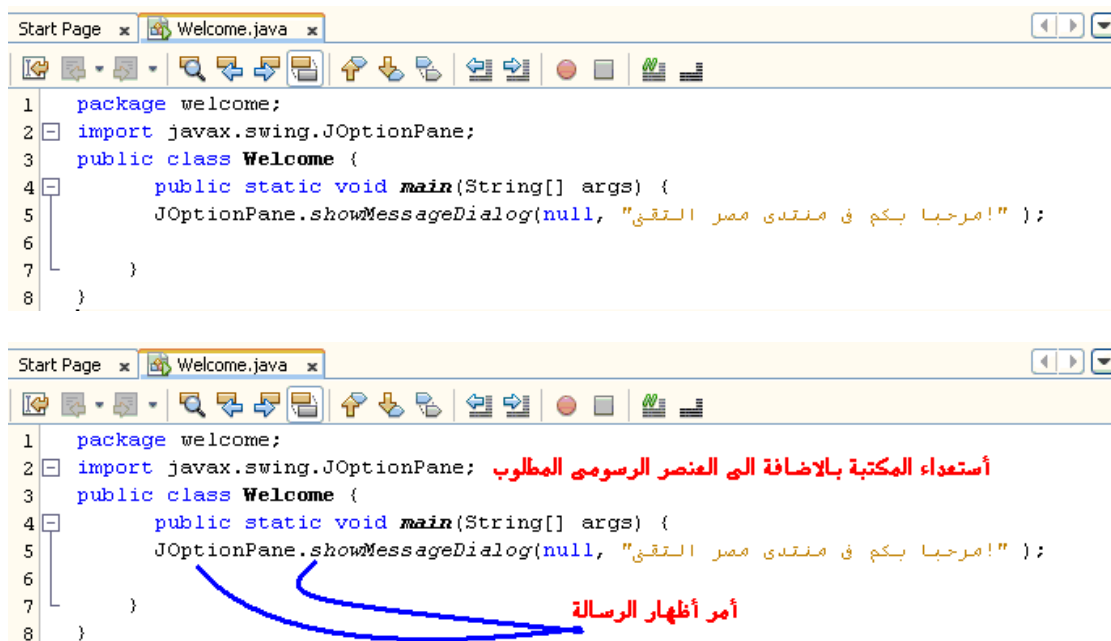 Start Page x Welcome.java x
1 package welcome;
2 import javax.swing.JOptionPane;
3 public class Welcome {
4 public static void main(String[] args) {
5 JOptionPane.showMessageDialog(null, "مرحبا بكم فى منتدى مصر التقنى!" );
6
7 }
8 }
Start Page x Welcome.java x
1 package welcome;
2 import javax.swing.JOptionPane; أستعداء المكتبة بالاضافة الى العنصر الرسومى المطلوب
3 public class Welcome {
4 public static void main(String[] args) {
5 JOptionPane.showMessageDialog(null, "مرحبا بكم فى منتدى مصر التقنى!" );
6
7 } أمر أظهار الرسالة
8 }